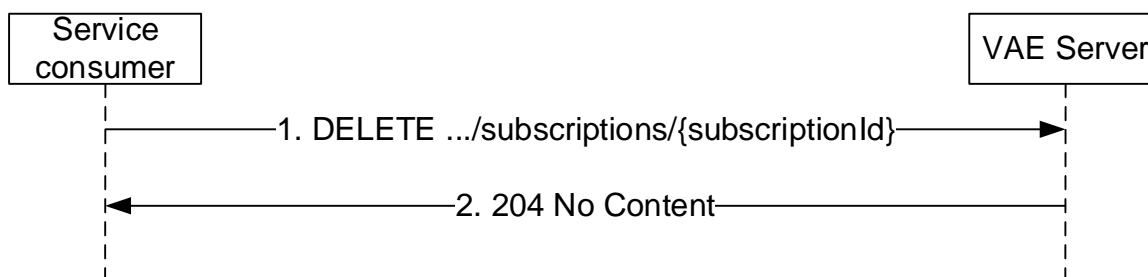 Service
consumer
VAE Server
1. DELETE .../subscriptions/{subscriptionId}
2. 204 No Content